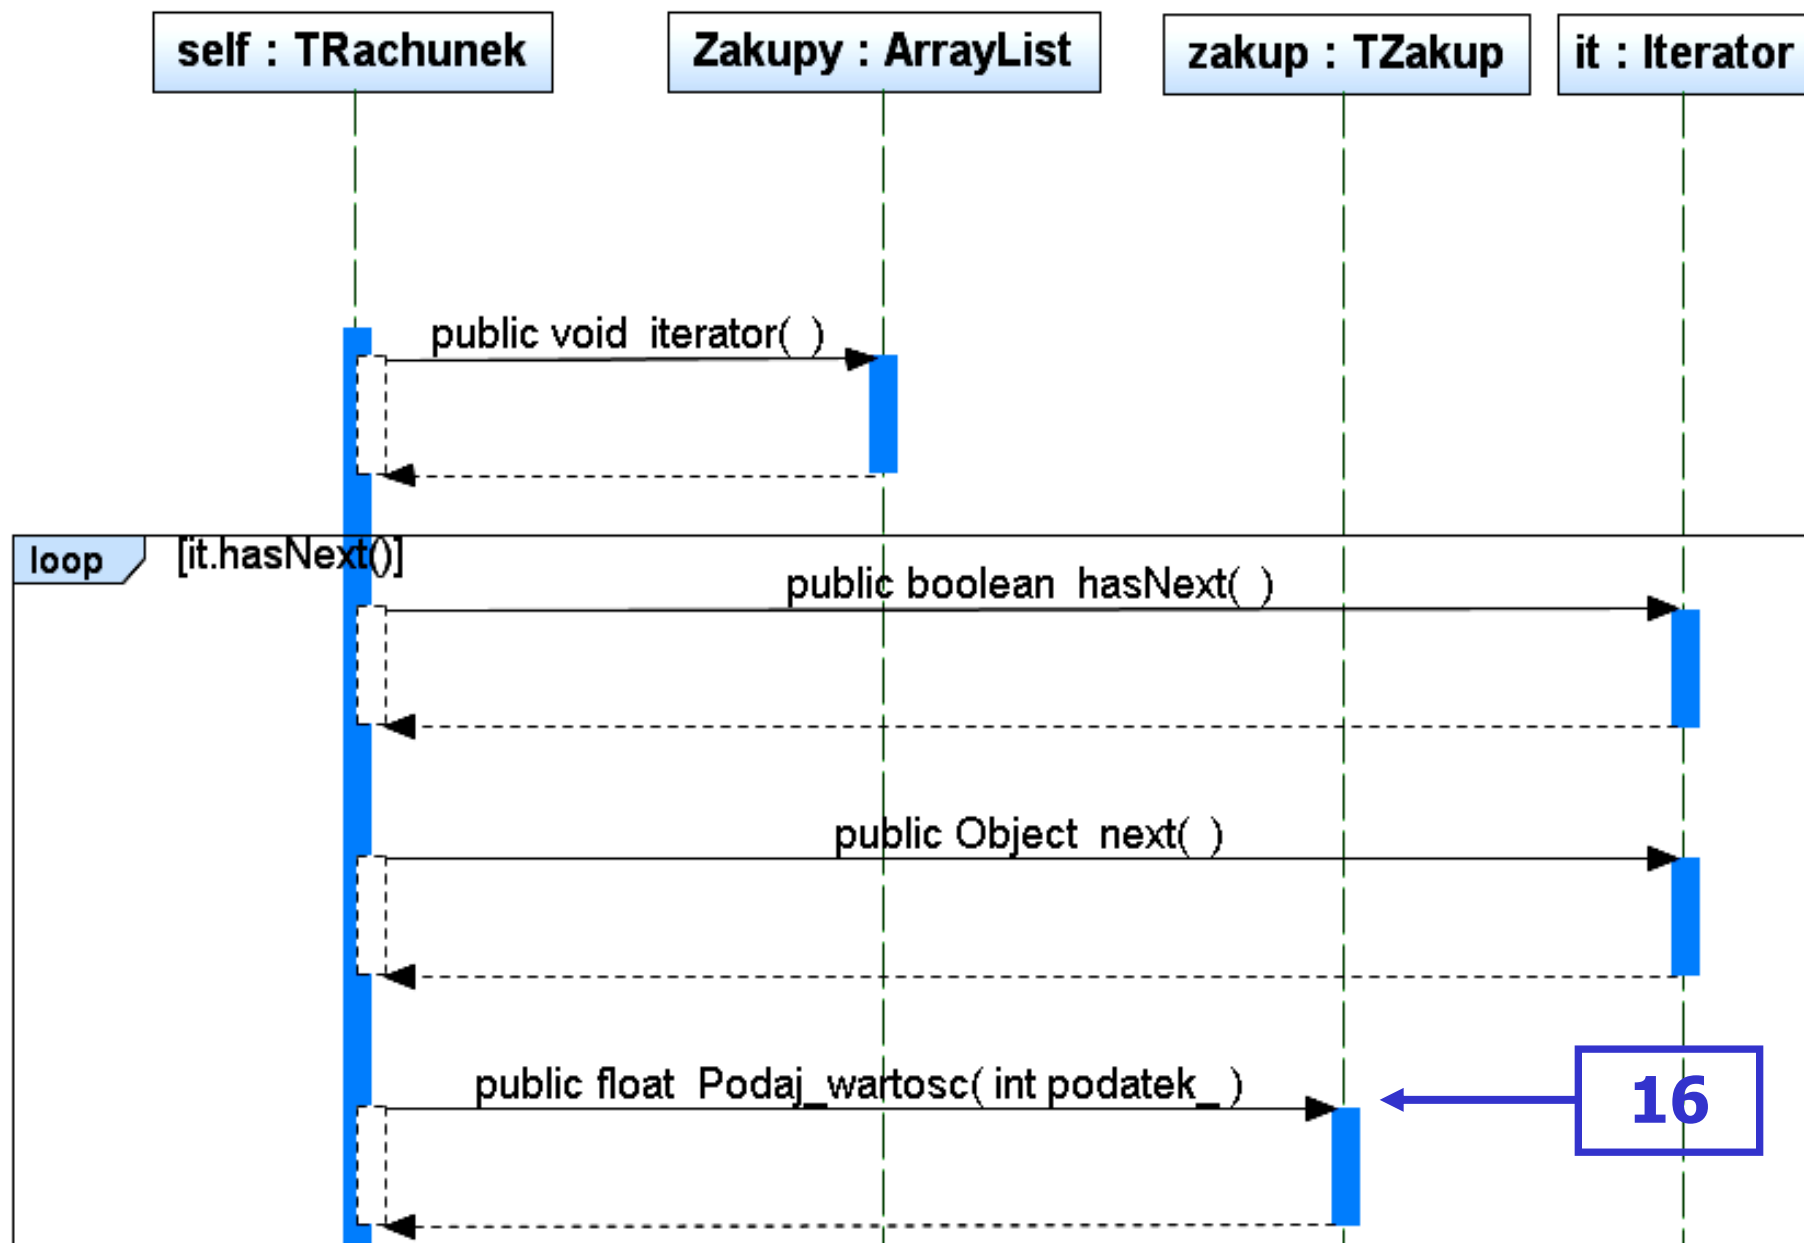 self : TRachunek
Zakupy : ArrayList
zakup : TZakup
it : Iterator
public void iterator( )
loop
[it.hasNext()]
public boolean hasNext( )
public Object next( )
public float Podaj_wartosc( int podatek_ )
16